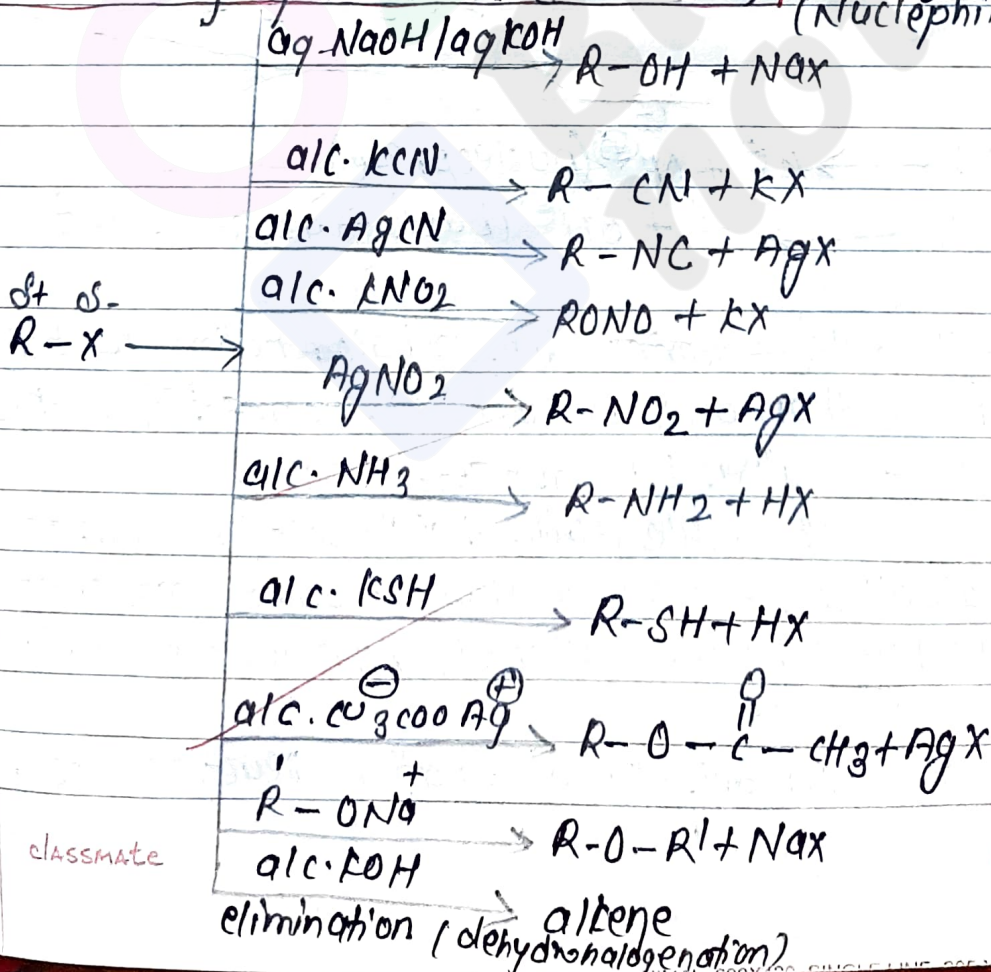 (Nucleophi
aq NaOH/aq KOH
R-OH + NaX
alc. KCN
R - CN + KX
alc. AgCN
R - NC + AgX
alc. KNO2
RONO + KX
δ+ δ-
R-X
AgNO2
R-NO2 + AgX
alc. NH3
R-NH2 + HX
alc. KSH
R-SH + HX
⊖ ⊕
alc. CH3COO Ag
O
R-O-C-CH3 + AgX
' +
R - ONa
R-O-R' + NaX
classmate
alc. KOH
alkene
elimination (dehydrohalogenation)